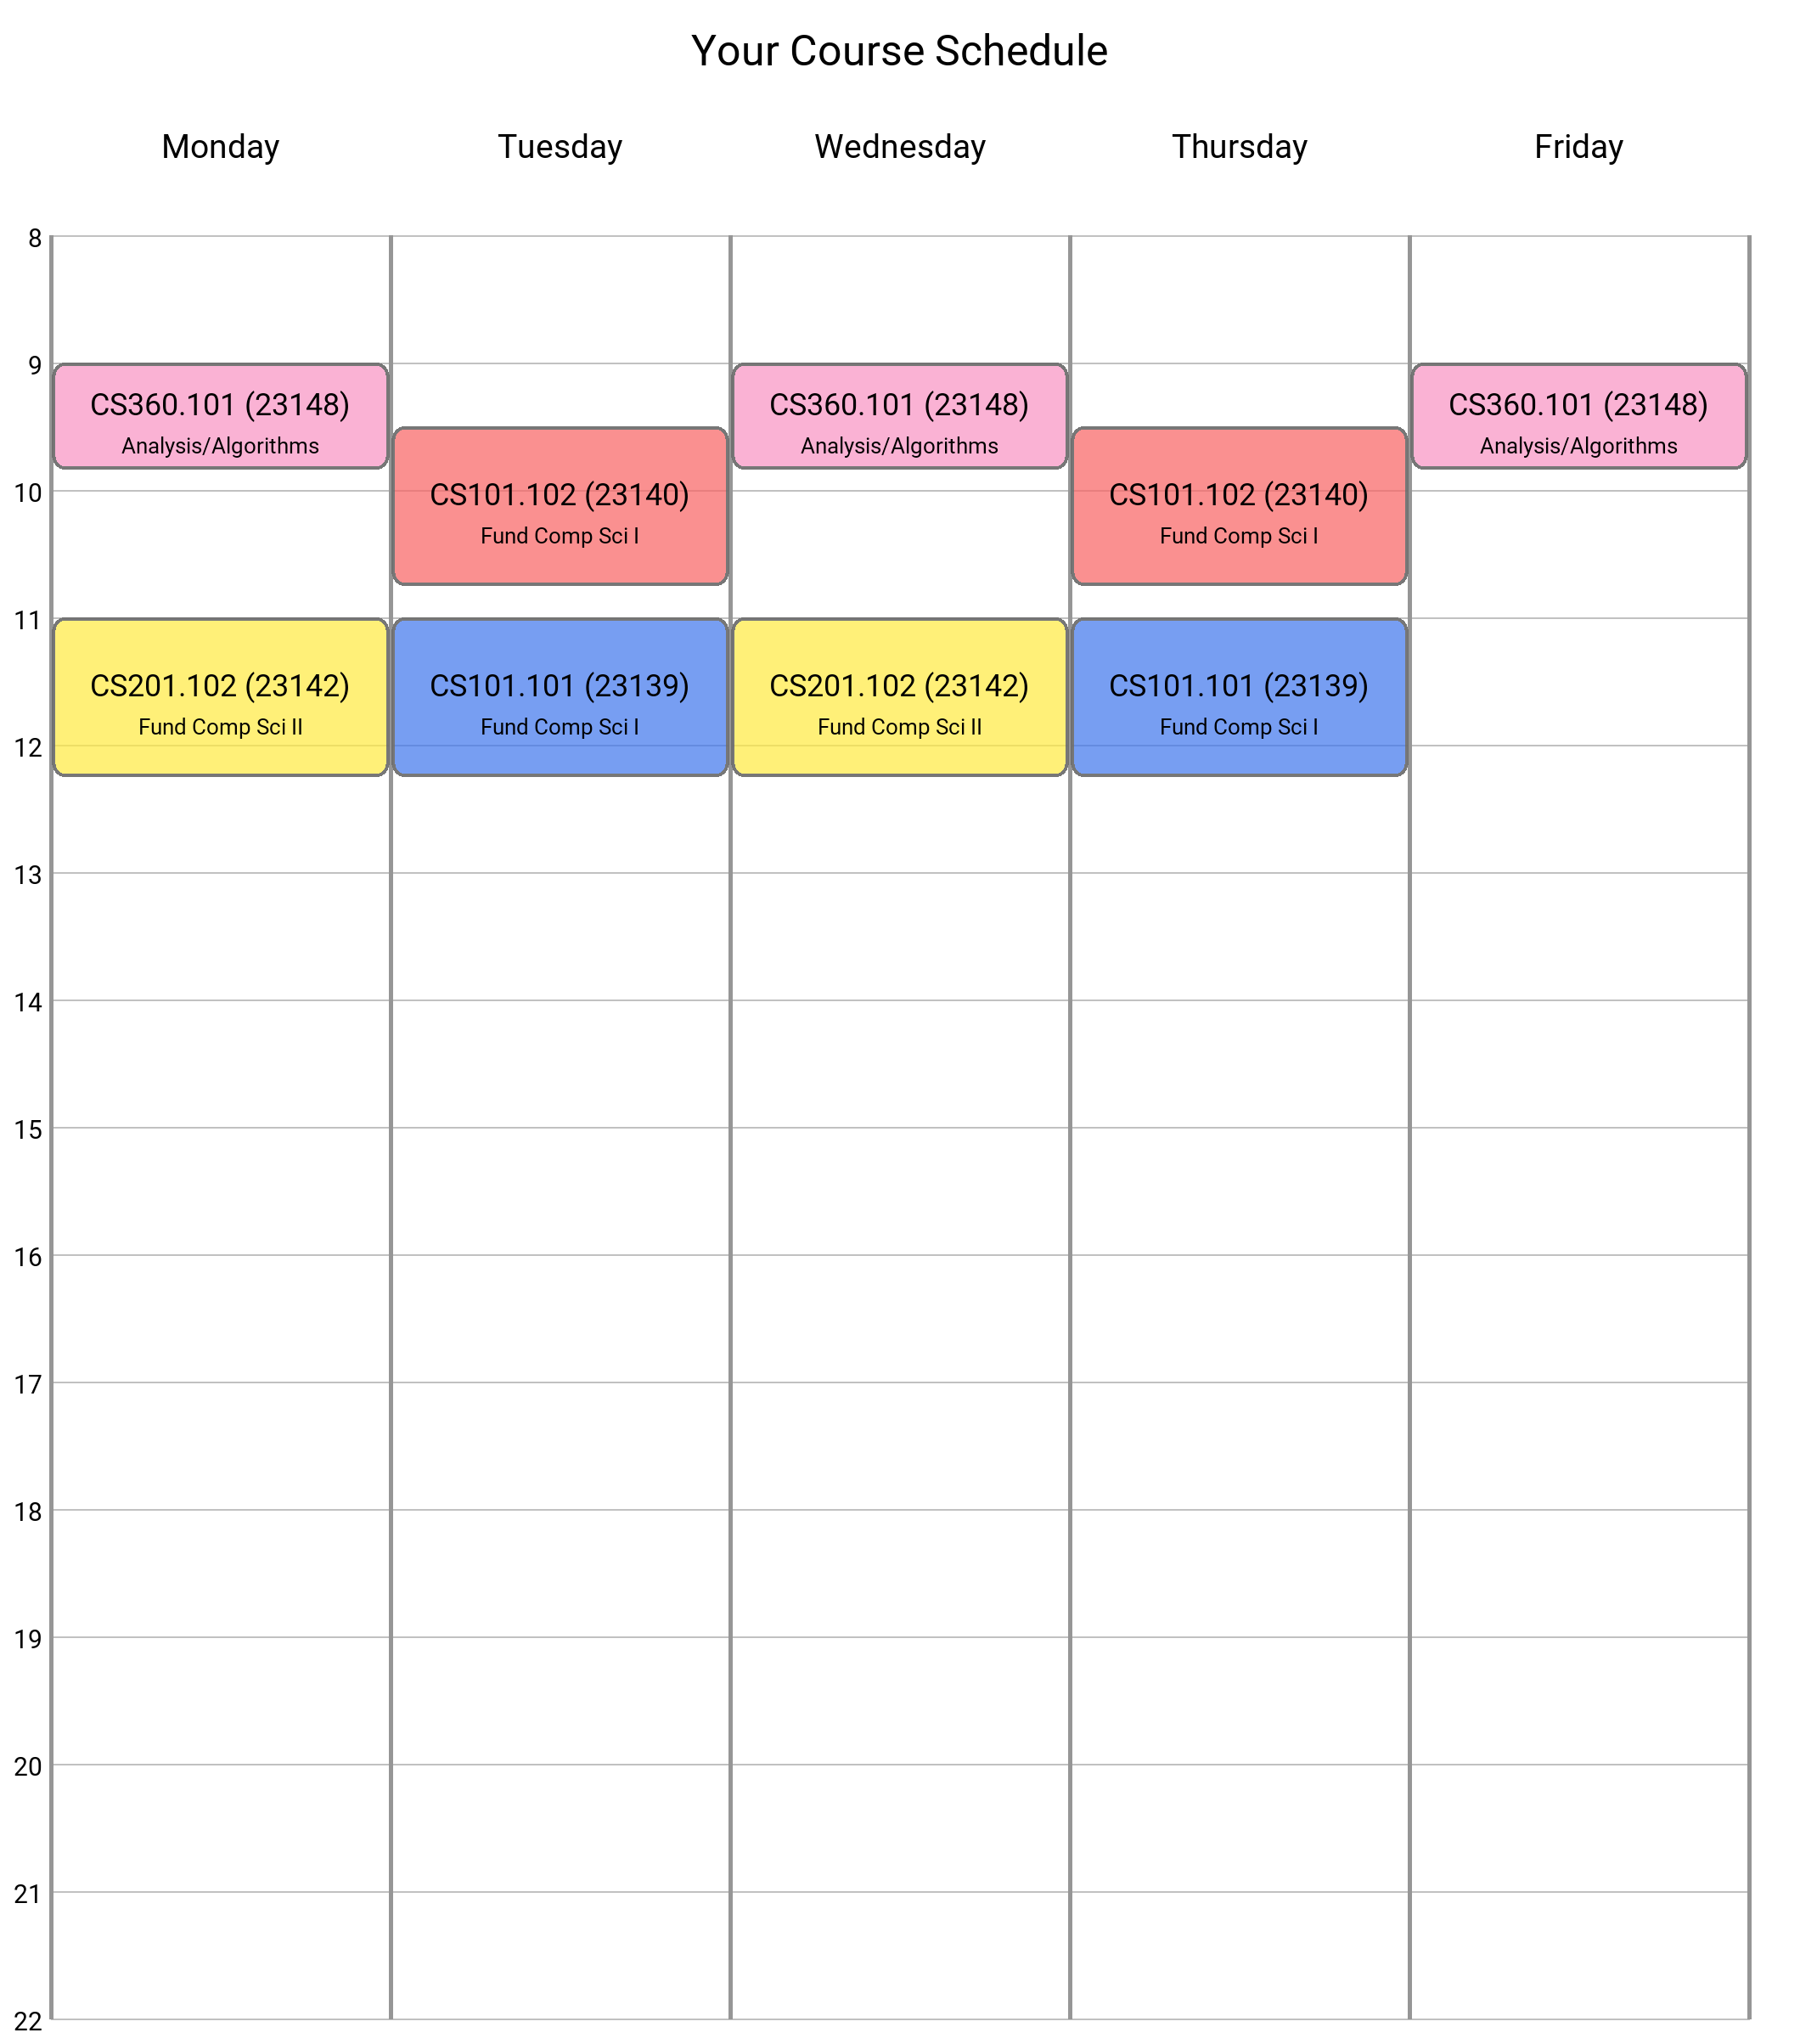 Your Course Schedule
Monday
Tuesday
Wednesday
Thursday
Friday
8
9
CS360.101 (23148)
Analysis/Algorithms
CS360.101 (23148)
Analysis/Algorithms
CS360.101 (23148)
Analysis/Algorithms
10
CS101.102 (23140)
Fund Comp Sci I
CS101.102 (23140)
Fund Comp Sci I
11
CS201.102 (23142)
Fund Comp Sci II
CS101.101 (23139)
Fund Comp Sci I
CS201.102 (23142)
Fund Comp Sci II
CS101.101 (23139)
Fund Comp Sci I
12
13
14
15
16
17
18
19
20
21
22